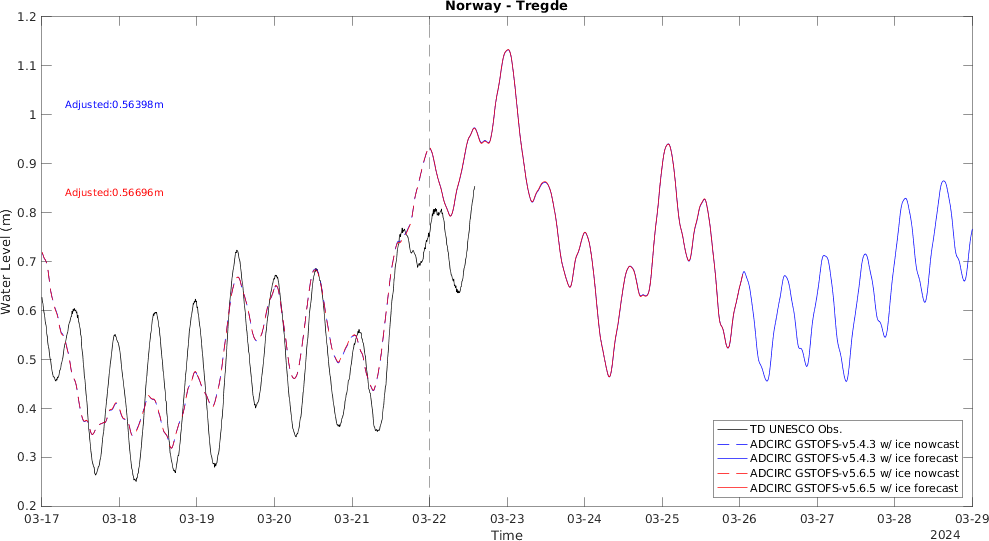 Norway - Tregde
1.2
1.1
1
0.9
0.8
0.7
0.6
0.5
0.4
0.3
0.2
Water Level (m)
Adjusted:0.56398m
Adjusted:0.56696m
TD UNESCO Obs.
ADCIRC GSTOFS-v5.4.3 w/ ice nowcast
ADCIRC GSTOFS-v5.4.3 w/ ice forecast
ADCIRC GSTOFS-v5.6.5 w/ ice nowcast
ADCIRC GSTOFS-v5.6.5 w/ ice forecast
03-17 03-18 03-19 03-20 03-21 03-22 03-23 03-24 03-25 03-26 03-27 03-28 03-29
Time
2024